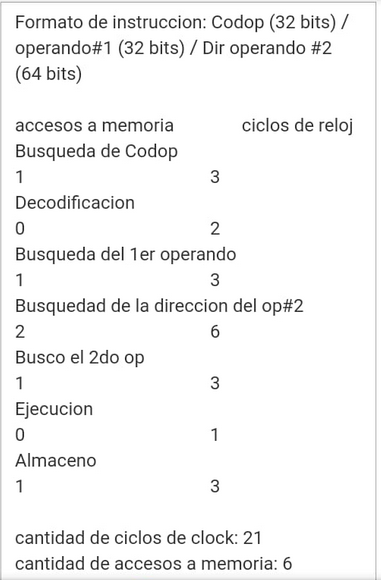 Formato de instruccion: Codop (32 bits) /
operando#1 (32 bits) / Dir operando #2
(64 bits)
accesos a memoria ciclos de reloj
Busqueda de Codop
1 3
Decodificacion
0 2
Busqueda del 1er operando
1 3
Busquedad de la direccion del op#2
2 6
Busco el 2do op
1 3
Ejecucion
0 1
Almaceno
1 3
cantidad de ciclos de clock: 21
cantidad de accesos a memoria: 6